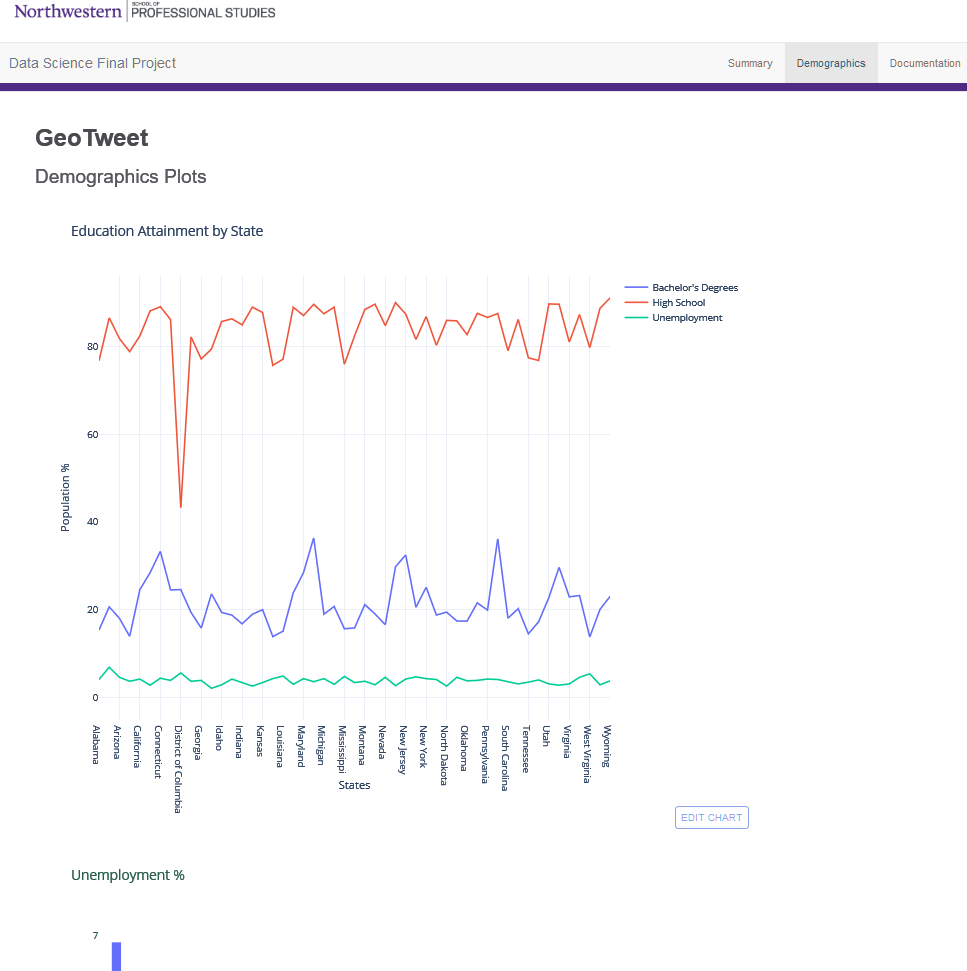 Northwestern
SCHOOL OF
PROFESSIONAL STUDIES
Data Science Final Project
Summary
Demographics
Documentation
GeoTweet
Demographics Plots
Education Attainment by State
Bachelor's Degrees
High School
Unemployment
80
60
40
20
0
Population %
Alabama
Arizona
California
Connecticut
District of Columbia
Georgia
Idaho
Indiana
Kansas
Louisiana
Maryland
Michigan
Mississippi
Montana
Nevada
New Jersey
New York
North Dakota
Oklahoma
Pennsylvania
South Carolina
Tennessee
Utah
Virginia
West Virginia
Wyoming
States
EDIT CHART
Unemployment %
7